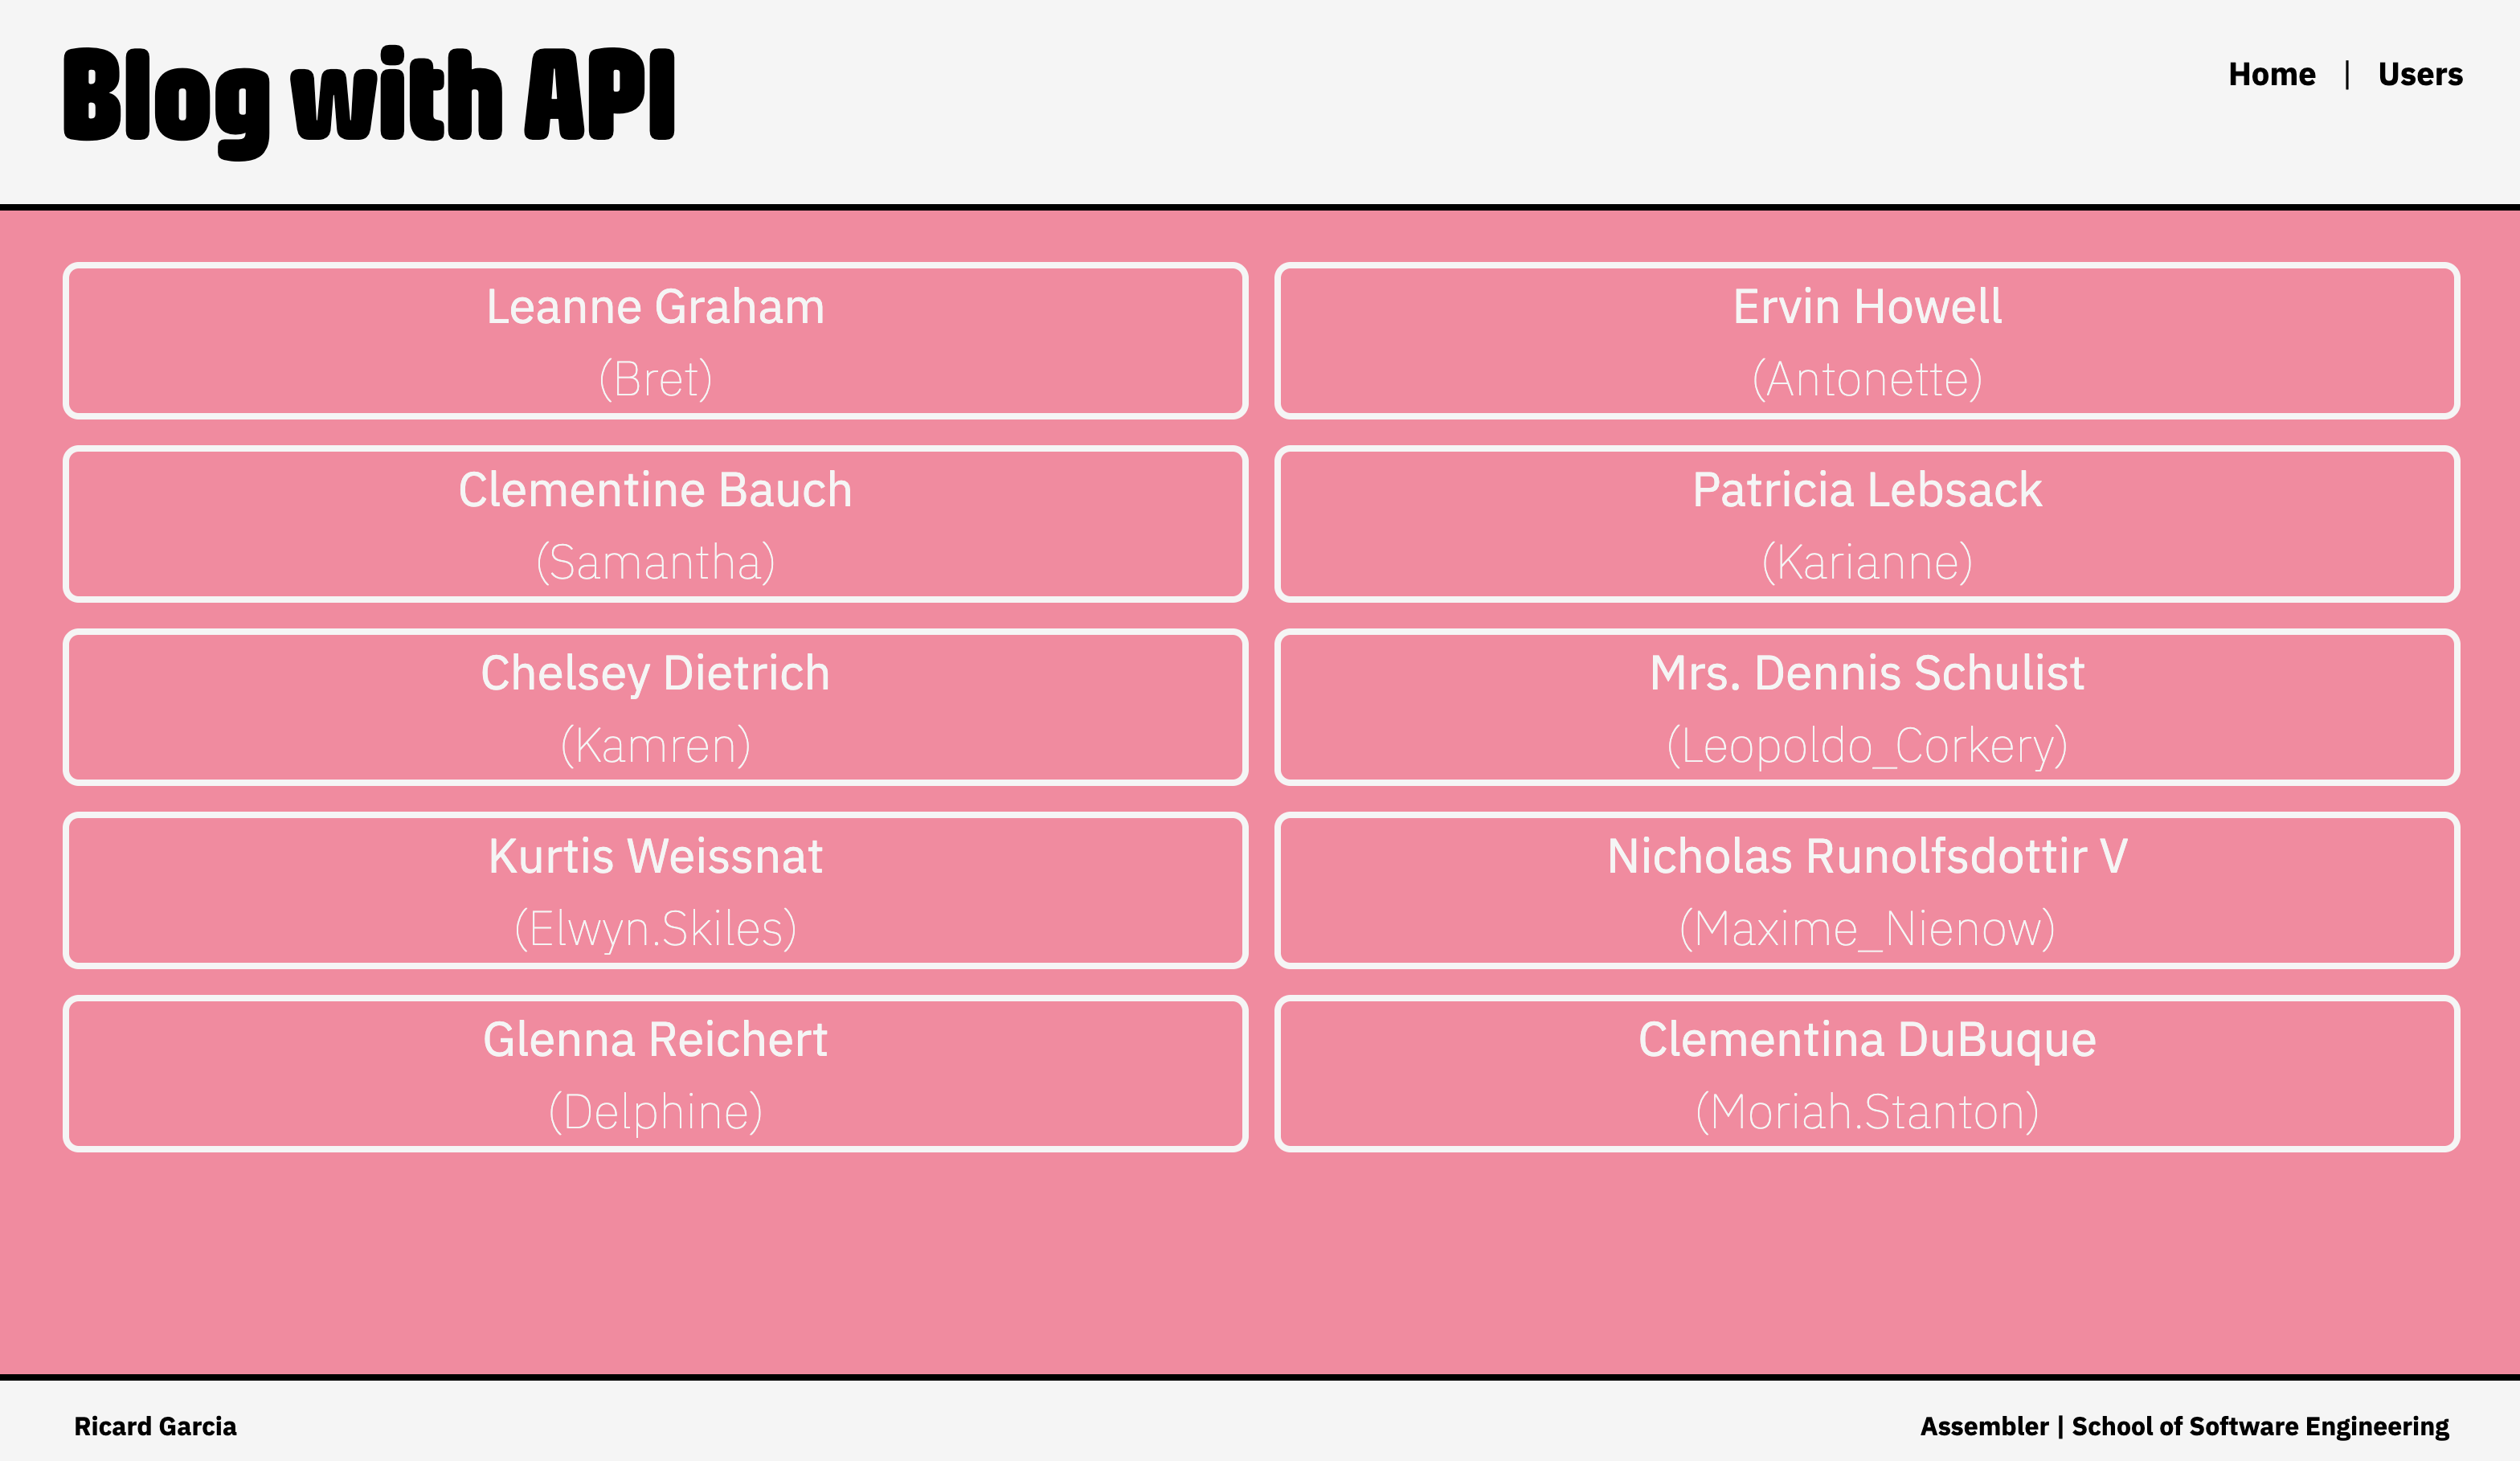 Blog with API
Home | Users
Leanne Graham
(Bret)
Ervin Howell
(Antonette)
Clementine Bauch
(Samantha)
Patricia Lebsack
(Karianne)
Chelsey Dietrich
(Kamren)
Mrs. Dennis Schulist
(Leopoldo_Corkery)
Kurtis Weissnat
(Elwyn.Skiles)
Nicholas Runolfsdottir V
(Maxime_Nienow)
Glenna Reichert
(Delphine)
Clementina DuBuque
(Moriah.Stanton)
Ricard Garcia
Assembler | School of Software Engineering